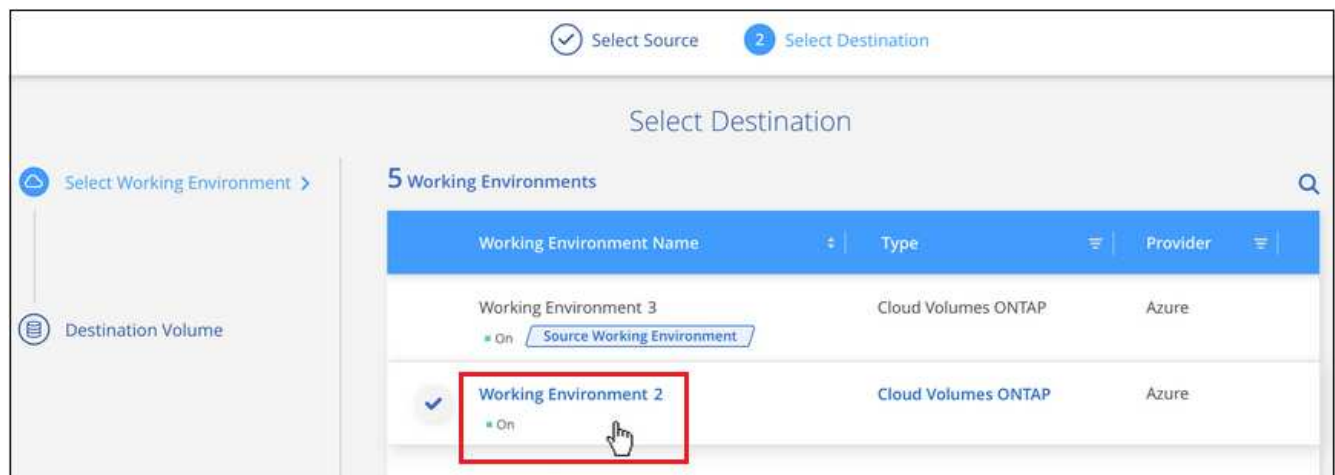 Select Source
2 Select Destination
Select Destination
Select Working Environment >
5 Working Environments
Working Environment Name
Type
Provider
Working Environment 3
Cloud Volumes ONTAP
Azure
On
Source Working Environment
Destination Volume
Working Environment 2
Cloud Volumes ONTAP
Azure
On